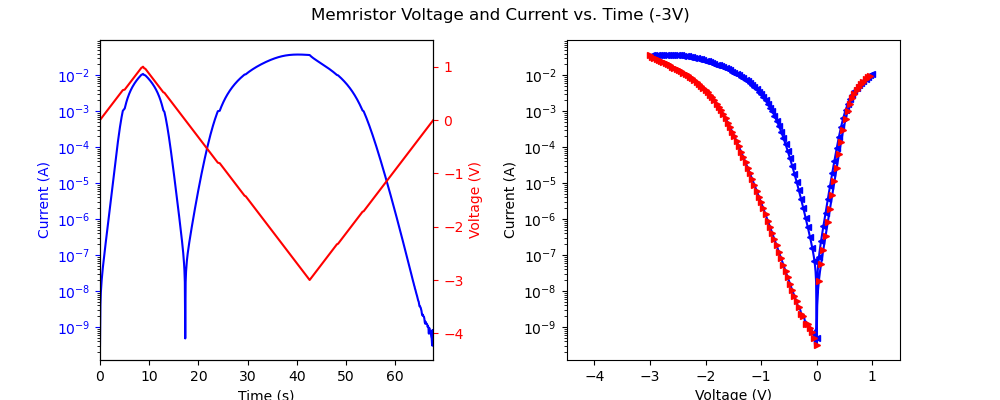 Memristor Voltage and Current vs. Time (-3V)
10⁻²
10⁻³
10⁻⁴
10⁻⁵
10⁻⁶
10⁻⁷
10⁻⁸
10⁻⁹
Current (A)
0 10 20 30 40 50 60
Time (s)
1
0
−1
−2
−3
−4
Voltage (V)
10⁻²
10⁻³
10⁻⁴
10⁻⁵
10⁻⁶
10⁻⁷
10⁻⁸
10⁻⁹
Current (A)
−4 −3 −2 −1 0 1
Voltage (V)